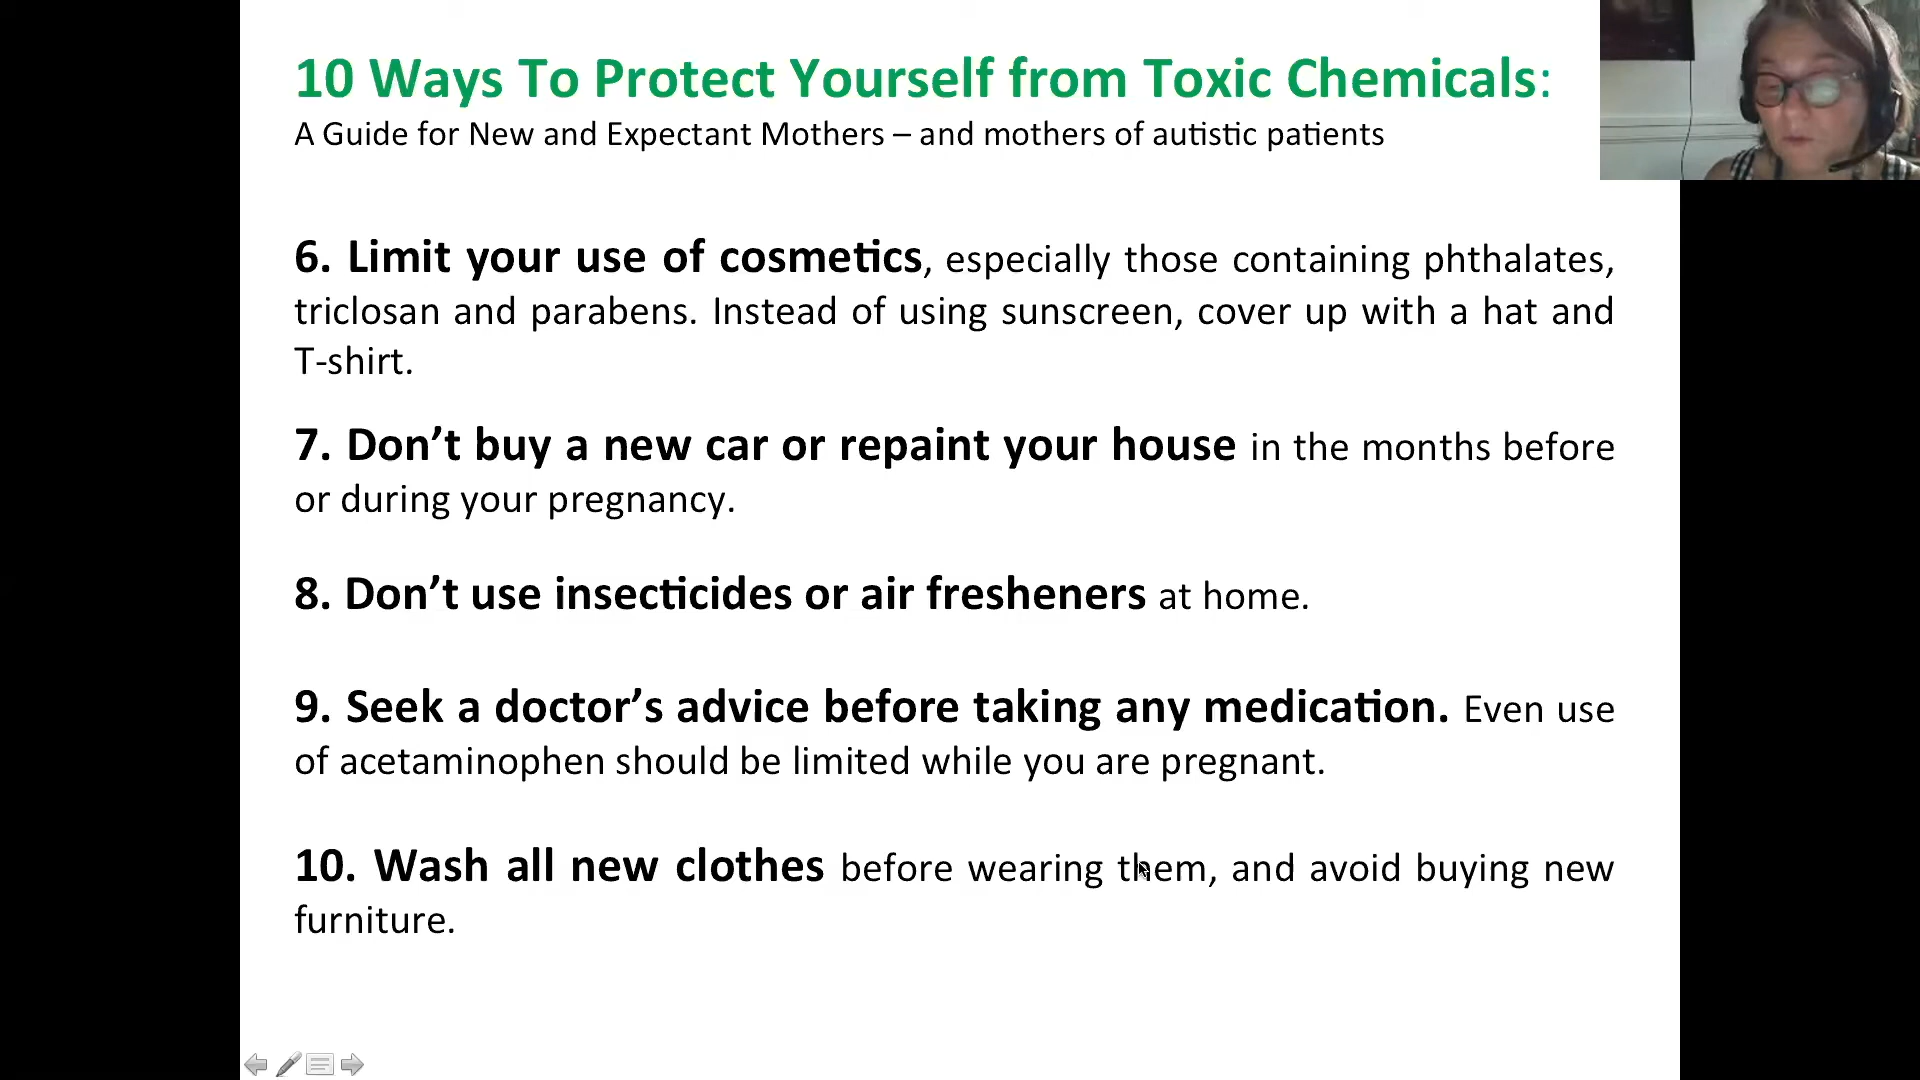 10 Ways To Protect Yourself from Toxic Chemicals:
A Guide for New and Expectant Mothers – and mothers of autistic patients
6. Limit your use of cosmetics, especially those containing phthalates,
triclosan and parabens. Instead of using sunscreen, cover up with a hat and
T-shirt.
7. Don’t buy a new car or repaint your house in the months before
or during your pregnancy.
8. Don’t use insecticides or air fresheners at home.
9. Seek a doctor’s advice before taking any medication. Even use
of acetaminophen should be limited while you are pregnant.
10. Wash all new clothes before wearing them, and avoid buying new
furniture.